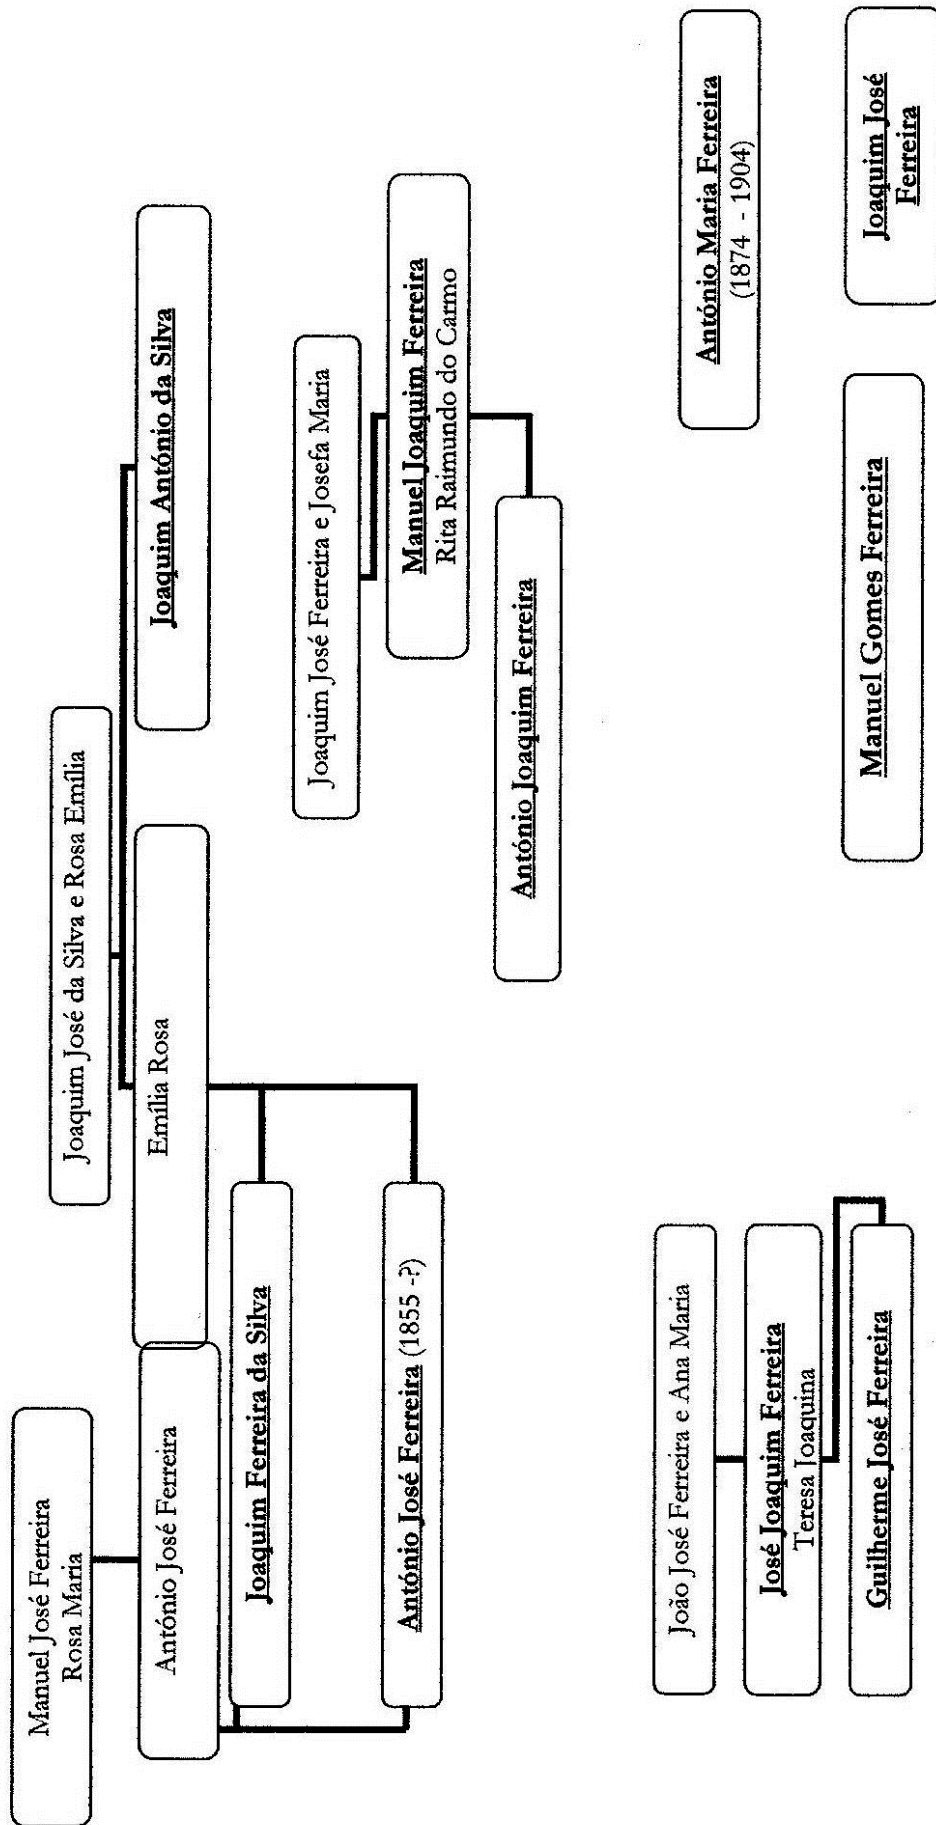 Manuel José Ferreira
Rosa Maria
Joaquim José da Silva e Rosa Emília
António José Ferreira
Emília Rosa
Joaquim António da Silva
Joaquim Ferreira da Silva
António José Ferreira (1855 -?)
Joaquim José Ferreira e Josefa Maria
Manuel Joaquim Ferreira
Rita Raimundo do Carmo
António Joaquim Ferreira
João José Ferreira e Ana Maria
José Joaquim Ferreira
Teresa Joaquina
Guilherme José Ferreira
António Maria Ferreira
(1874 - 1904)
Manuel Gomes Ferreira
Joaquim José
Ferreira